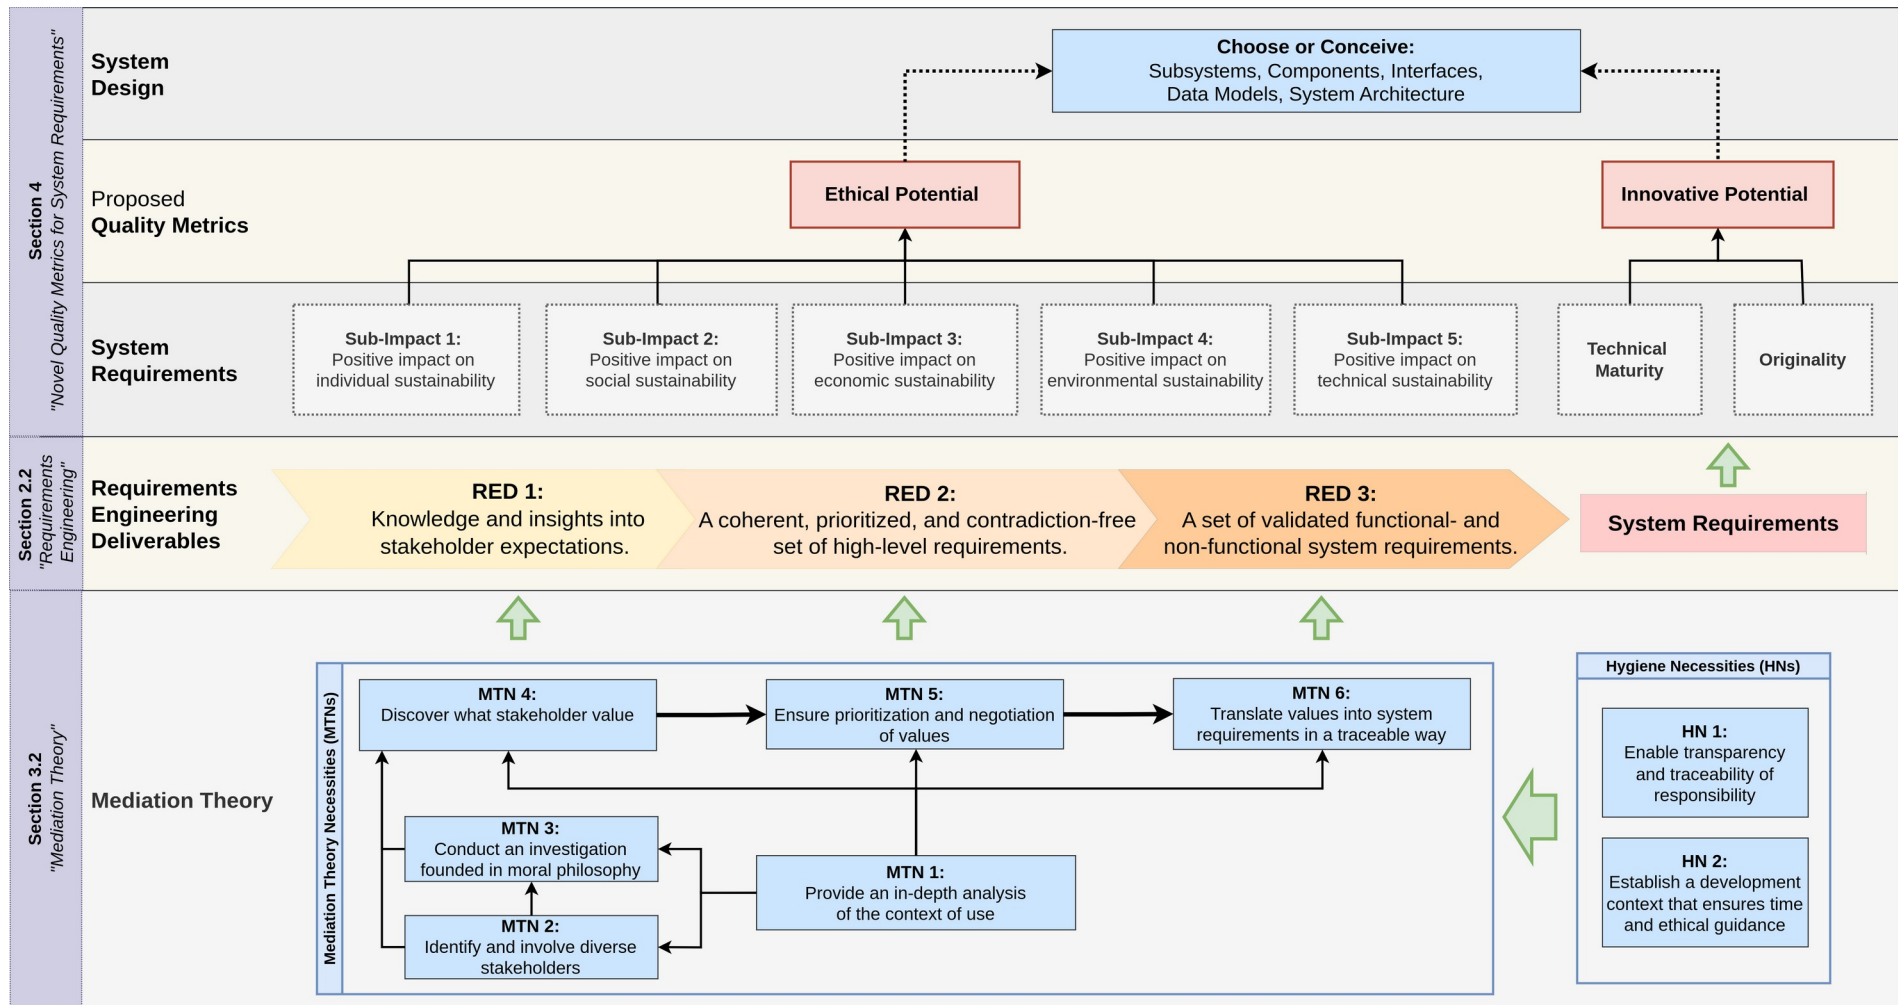 Section 4
"Novel Quality Metrics for System Requirements"
System
Design
Choose or Conceive:
Subsystems, Components, Interfaces,
Data Models, System Architecture
Proposed
Quality Metrics
Ethical Potential
Innovative Potential
System
Requirements
Sub-Impact 1:
Positive impact on
individual sustainability
Sub-Impact 2:
Positive impact on
social sustainability
Sub-Impact 3:
Positive impact on
economic sustainability
Sub-Impact 4:
Positive impact on
environmental sustainability
Sub-Impact 5:
Positive impact on
technical sustainability
Technical
Maturity
Originality
Section 2.2
"Requirements
Engineering"
Requirements
Engineering
Deliverables
RED 1:
Knowledge and insights into
stakeholder expectations.
RED 2:
A coherent, prioritized, and contradiction-free
set of high-level requirements.
RED 3:
A set of validated functional- and
non-functional system requirements.
System Requirements
Section 3.2
"Mediation Theory"
Mediation Theory
Mediation Theory Necessities (MTNs)
MTN 4:
Discover what stakeholder value
MTN 5:
Ensure prioritization and negotiation
of values
MTN 6:
Translate values into system
requirements in a traceable way
MTN 3:
Conduct an investigation
founded in moral philosophy
MTN 1:
Provide an in-depth analysis
of the context of use
MTN 2:
Identify and involve diverse
stakeholders
Hygiene Necessities (HNs)
HN 1:
Enable transparency
and traceability of
responsibility
HN 2:
Establish a development
context that ensures time
and ethical guidance